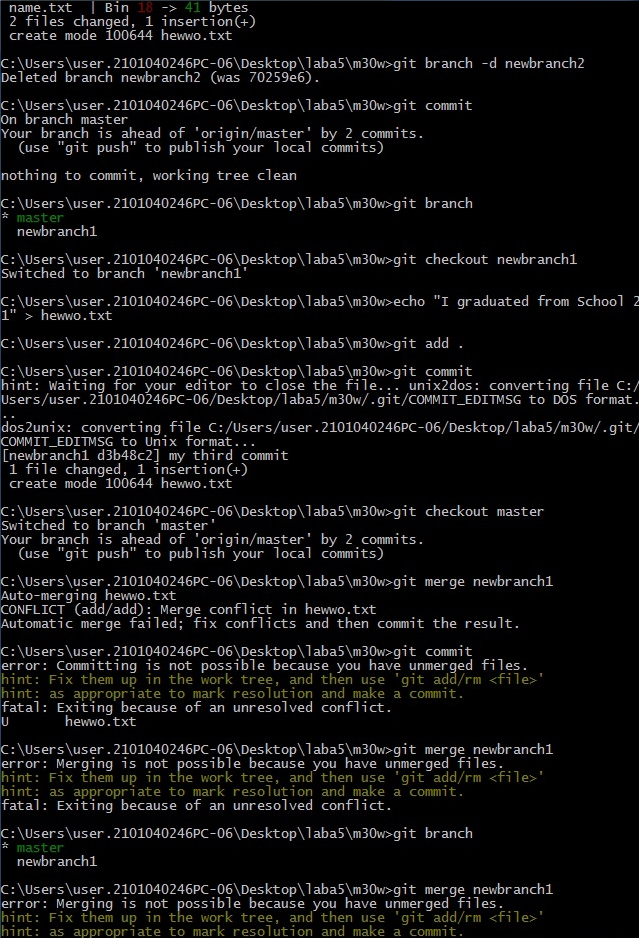 name.txt  | Bin 18 -> 41 bytes
 2 files changed, 1 insertion(+)
 create mode 100644 hewwo.txt

C:\Users\user.2101040246PC-06\Desktop\laba5\m30w>git branch -d newbranch2
Deleted branch newbranch2 (was 70259e6).

C:\Users\user.2101040246PC-06\Desktop\laba5\m30w>git commit
On branch master
Your branch is ahead of 'origin/master' by 2 commits.
  (use "git push" to publish your local commits)

nothing to commit, working tree clean

C:\Users\user.2101040246PC-06\Desktop\laba5\m30w>git branch
* master
  newbranch1

C:\Users\user.2101040246PC-06\Desktop\laba5\m30w>git checkout newbranch1
Switched to branch 'newbranch1'

C:\Users\user.2101040246PC-06\Desktop\laba5\m30w>echo "I graduated from School 2
1" > hewwo.txt

C:\Users\user.2101040246PC-06\Desktop\laba5\m30w>git add .

C:\Users\user.2101040246PC-06\Desktop\laba5\m30w>git commit
hint: Waiting for your editor to close the file... unix2dos: converting file C:/
Users/user.2101040246PC-06/Desktop/laba5/m30w/.git/COMMIT_EDITMSG to DOS format.
..
dos2unix: converting file C:/Users/user.2101040246PC-06/Desktop/laba5/m30w/.git/
COMMIT_EDITMSG to Unix format...
[newbranch1 d3b48c2] my third commit
 1 file changed, 1 insertion(+)
 create mode 100644 hewwo.txt

C:\Users\user.2101040246PC-06\Desktop\laba5\m30w>git checkout master
Switched to branch 'master'
Your branch is ahead of 'origin/master' by 2 commits.
  (use "git push" to publish your local commits)

C:\Users\user.2101040246PC-06\Desktop\laba5\m30w>git merge newbranch1
Auto-merging hewwo.txt
CONFLICT (add/add): Merge conflict in hewwo.txt
Automatic merge failed; fix conflicts and then commit the result.

C:\Users\user.2101040246PC-06\Desktop\laba5\m30w>git commit
error: Committing is not possible because you have unmerged files.
hint: Fix them up in the work tree, and then use 'git add/rm <file>'
hint: as appropriate to mark resolution and make a commit.
fatal: Exiting because of an unresolved conflict.
U       hewwo.txt

C:\Users\user.2101040246PC-06\Desktop\laba5\m30w>git merge newbranch1
error: Merging is not possible because you have unmerged files.
hint: Fix them up in the work tree, and then use 'git add/rm <file>'
hint: as appropriate to mark resolution and make a commit.
fatal: Exiting because of an unresolved conflict.

C:\Users\user.2101040246PC-06\Desktop\laba5\m30w>git branch
* master
  newbranch1

C:\Users\user.2101040246PC-06\Desktop\laba5\m30w>git merge newbranch1
error: Merging is not possible because you have unmerged files.
hint: Fix them up in the work tree, and then use 'git add/rm <file>'
hint: as appropriate to mark resolution and make a commit.